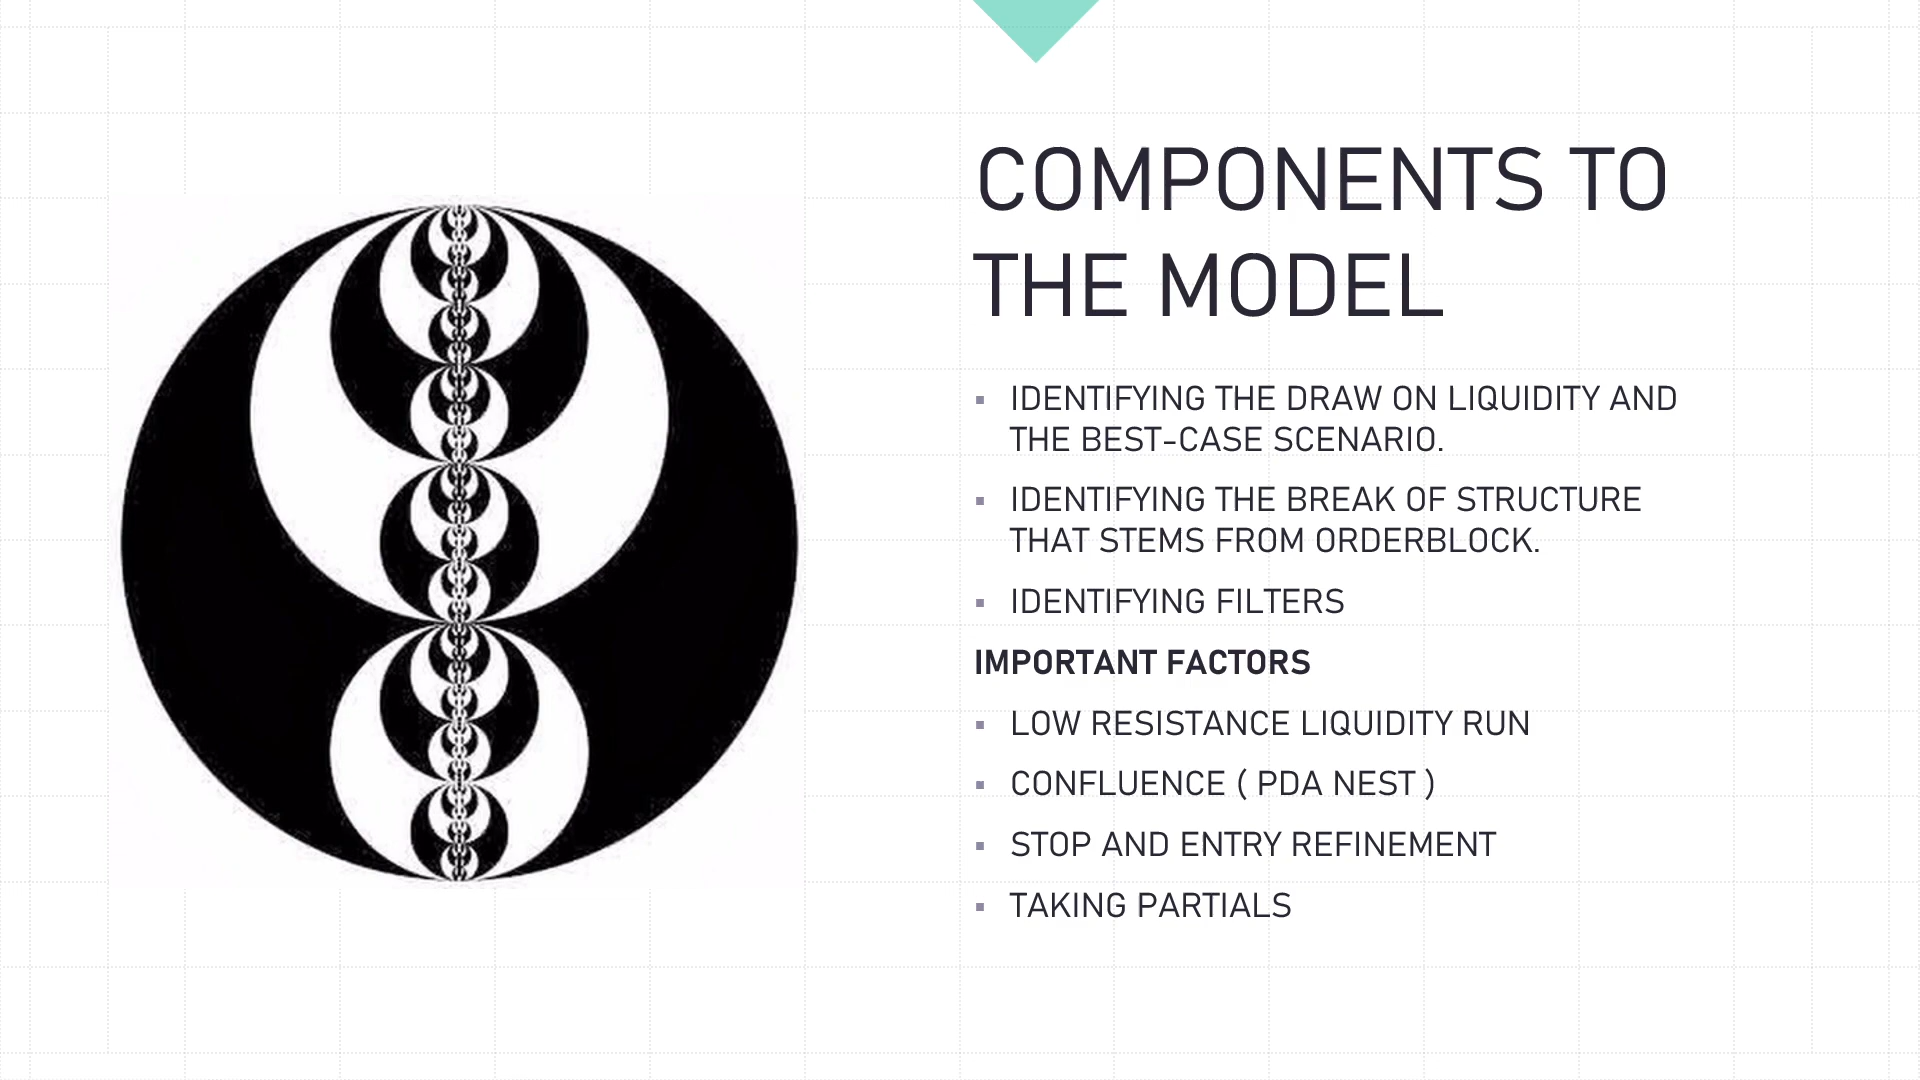 COMPONENTS TO
THE MODEL
▪ IDENTIFYING THE DRAW ON LIQUIDITY AND
THE BEST-CASE SCENARIO.
▪ IDENTIFYING THE BREAK OF STRUCTURE
THAT STEMS FROM ORDERBLOCK.
▪ IDENTIFYING FILTERS
IMPORTANT FACTORS
▪ LOW RESISTANCE LIQUIDITY RUN
▪ CONFLUENCE ( PDA NEST )
▪ STOP AND ENTRY REFINEMENT
▪ TAKING PARTIALS